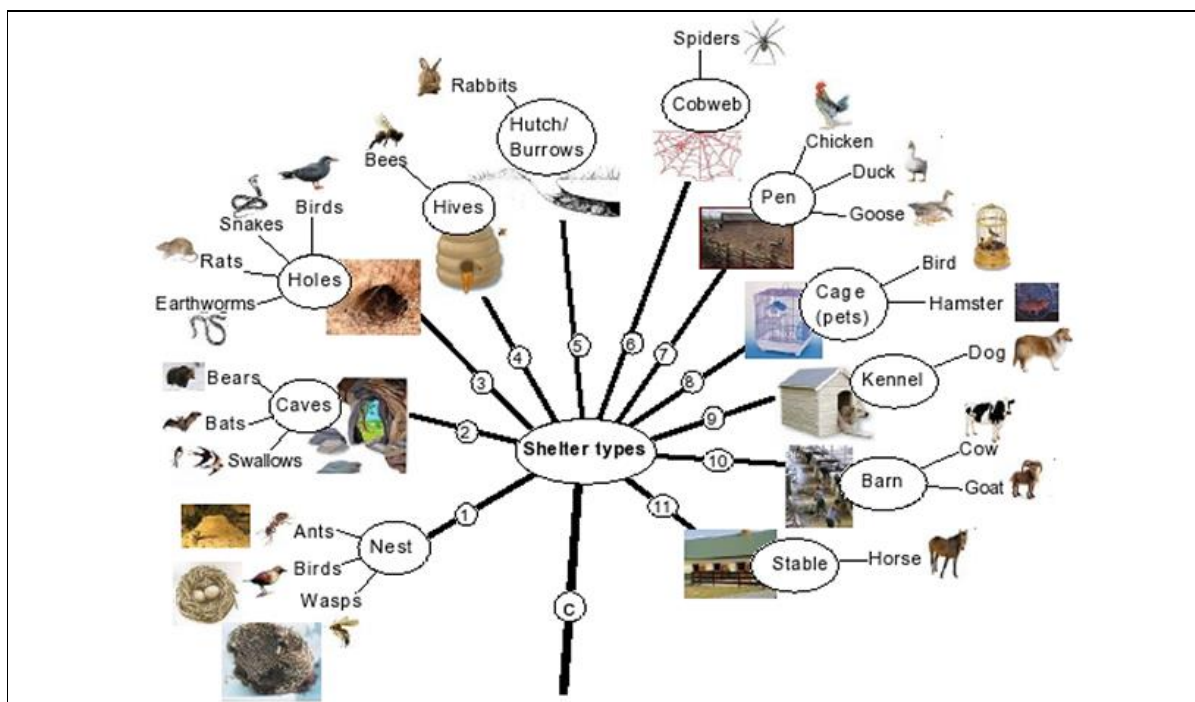 Spiders
Cobweb
Rabbits
Hutch/
Burrows
Chicken
Duck
Goose
Pen
Bees
Hives
Birds
Snakes
Rats
Earthworms
Holes
Bird
Hamster
Cage
(pets)
Dog
Kennel
Bears
Bats
Swallows
Caves
Cow
Goat
Barn
Ants
Birds
Wasps
Nest
Horse
Stable
Shelter types
1
2
3
4
5
6
7
8
9
10
11
C